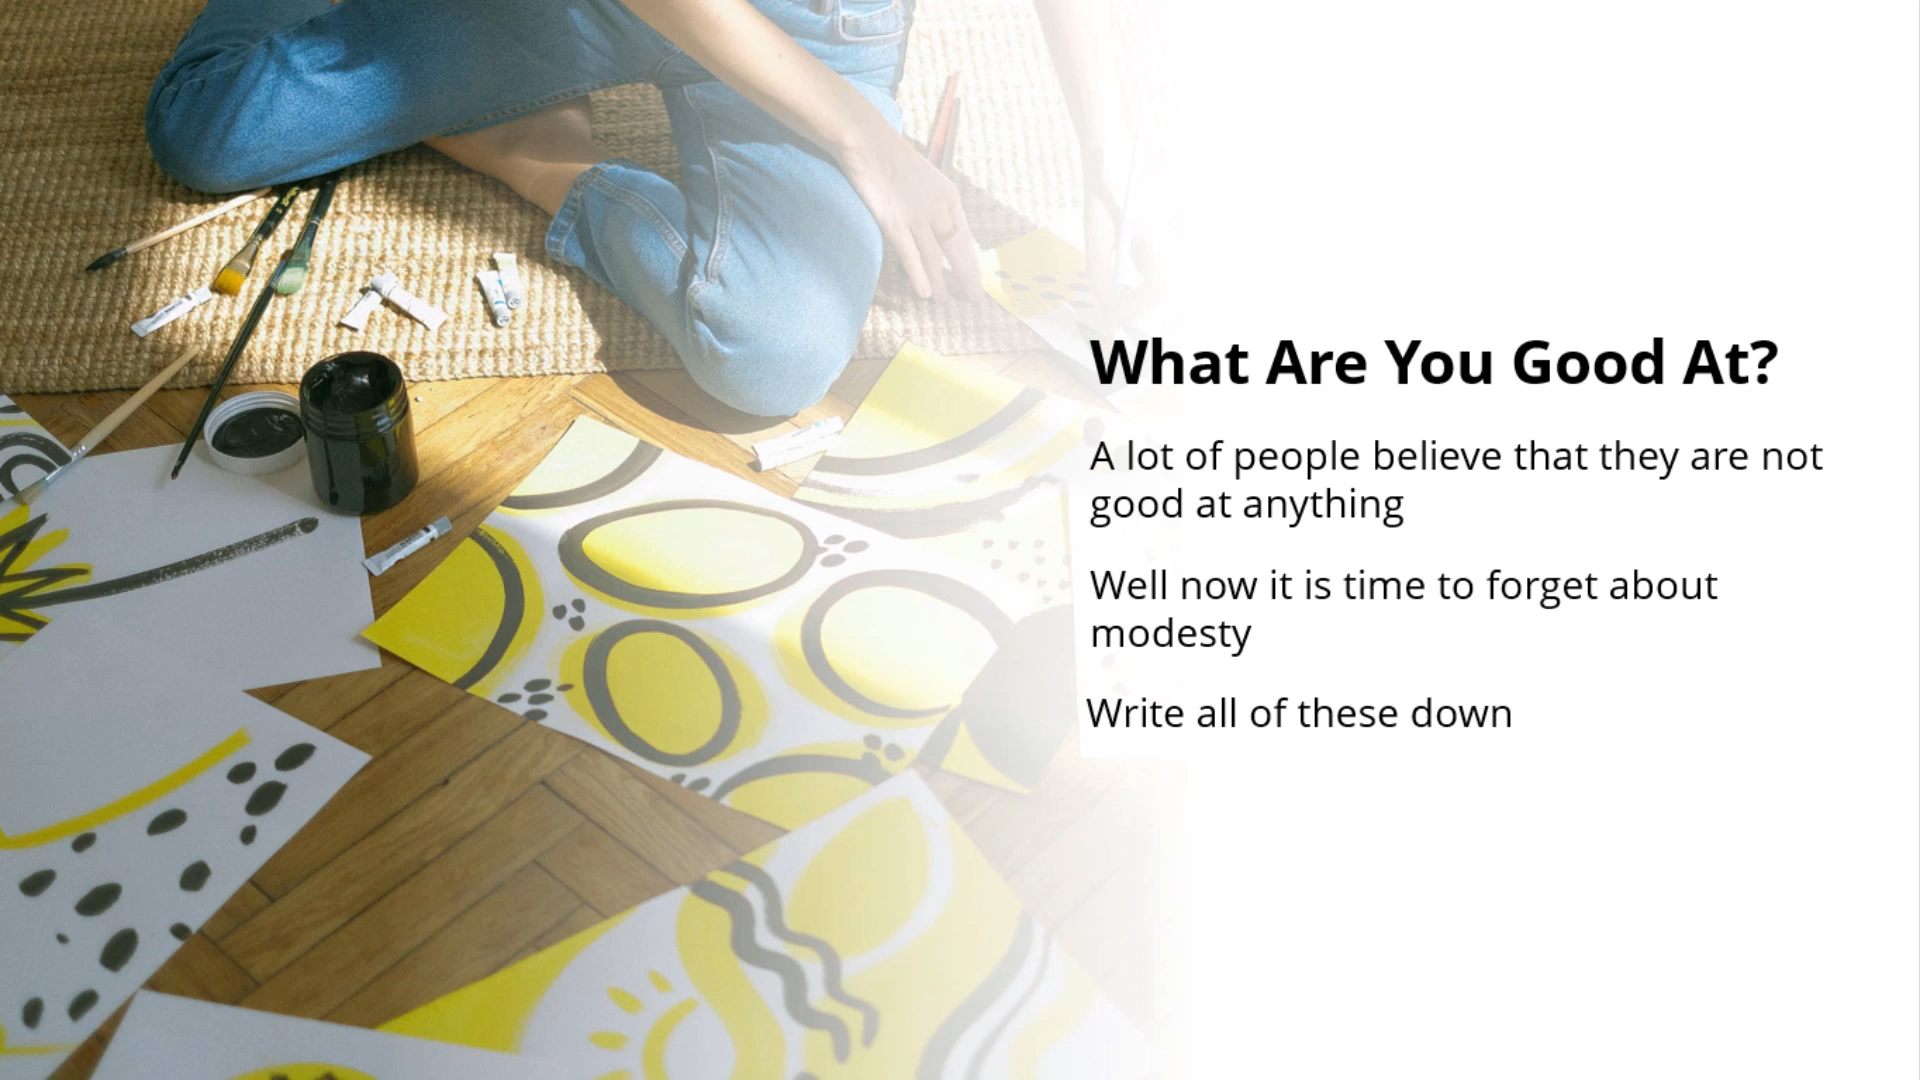 What Are You Good At?
A lot of people believe that they are not
good at anything
Well now it is time to forget about
modesty
Write all of these down